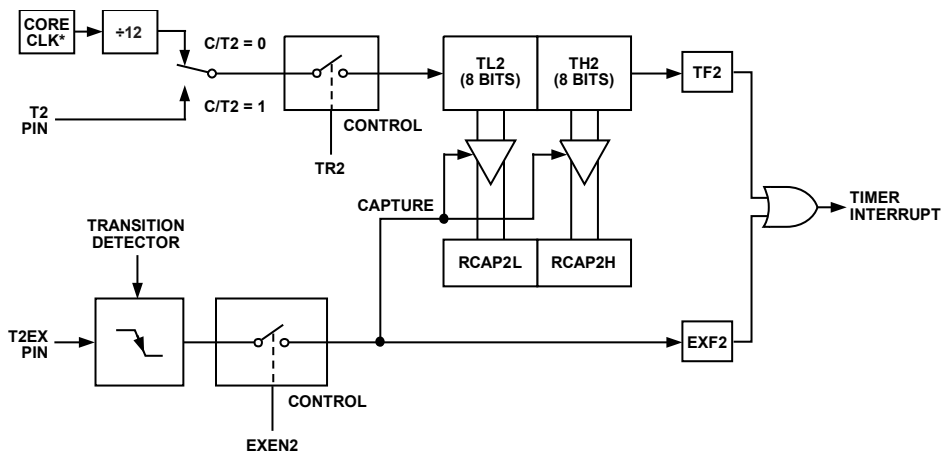 CORE
CLK*
÷12
C/T2 = 0
C/T2 = 1
T2
PIN
CONTROL
TR2
TL2
(8 BITS)
TH2
(8 BITS)
TF2
CAPTURE
TIMER
INTERRUPT
TRANSITION
DETECTOR
RCAP2L
RCAP2H
T2EX
PIN
CONTROL
EXEN2
EXF2